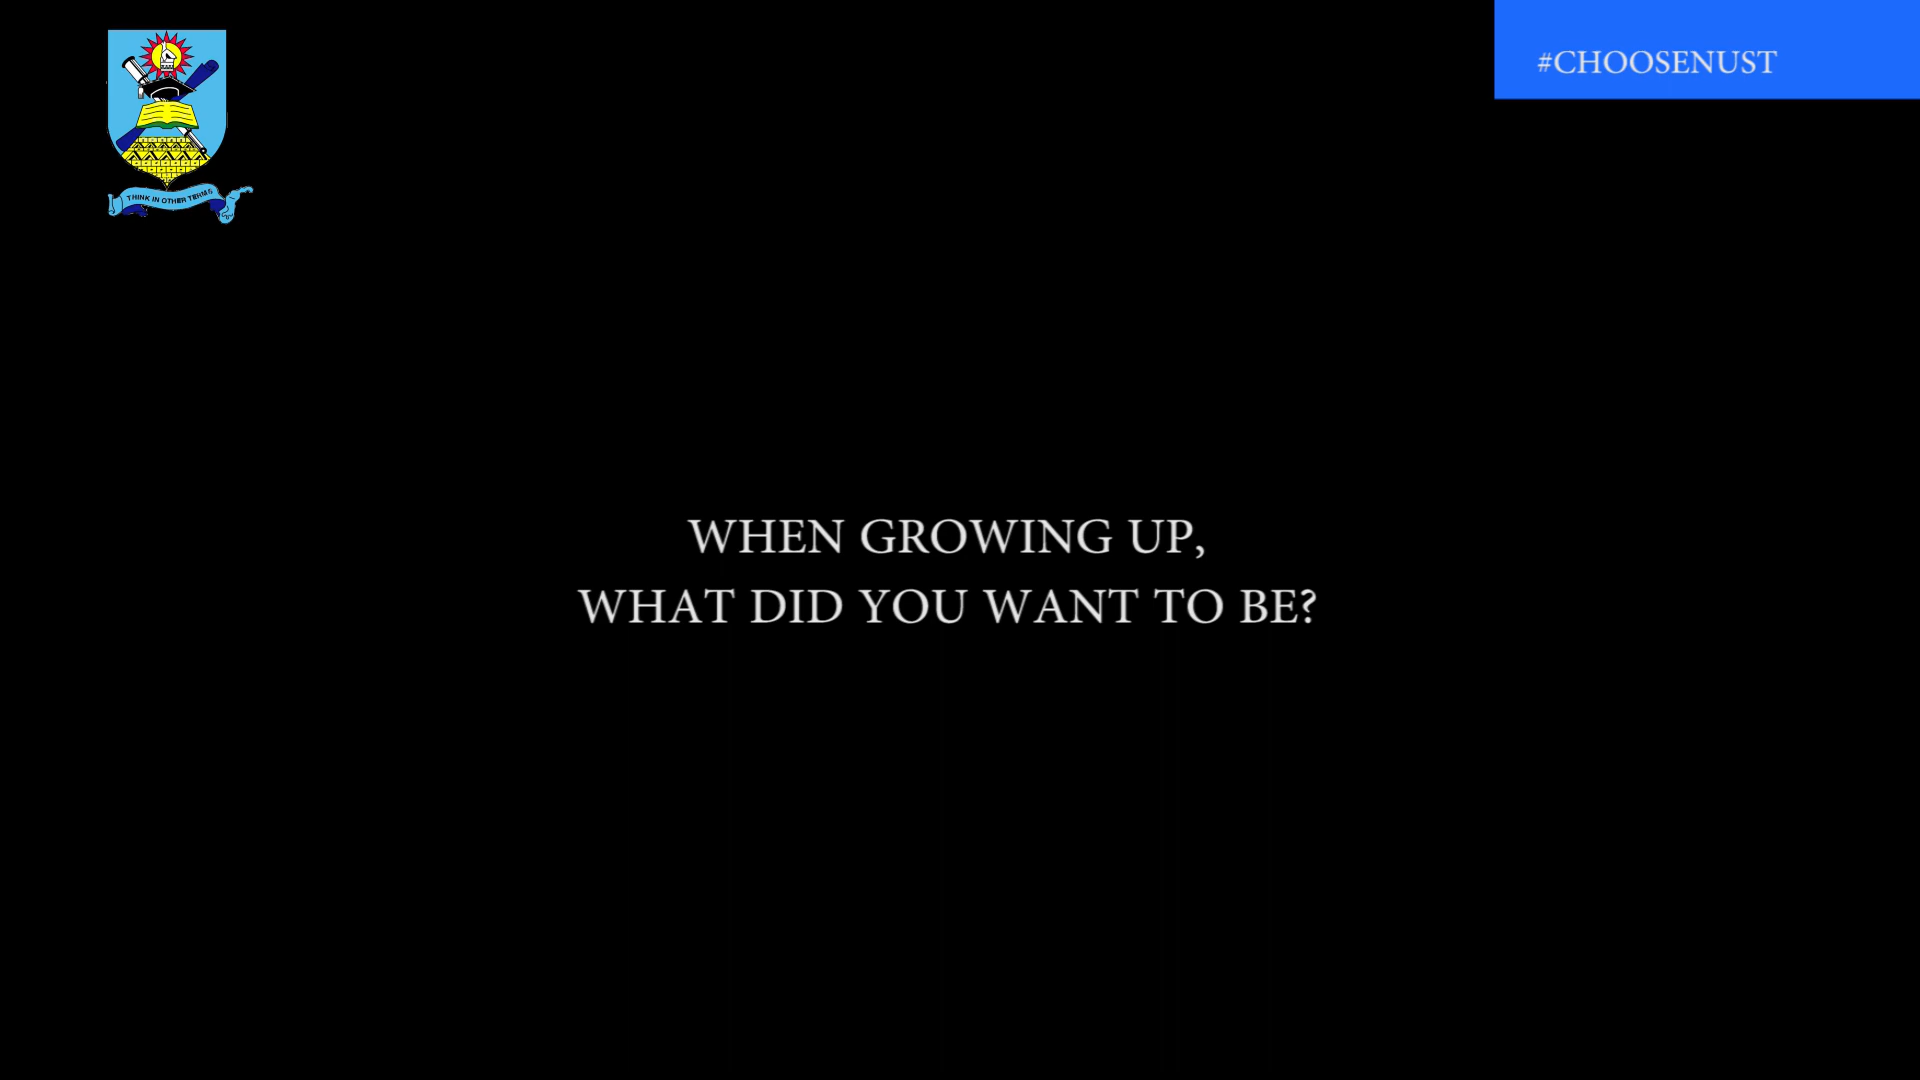 #CHOOSENUST
THINK IN OTHER TERMS
WHEN GROWING UP,
WHAT DID YOU WANT TO BE?